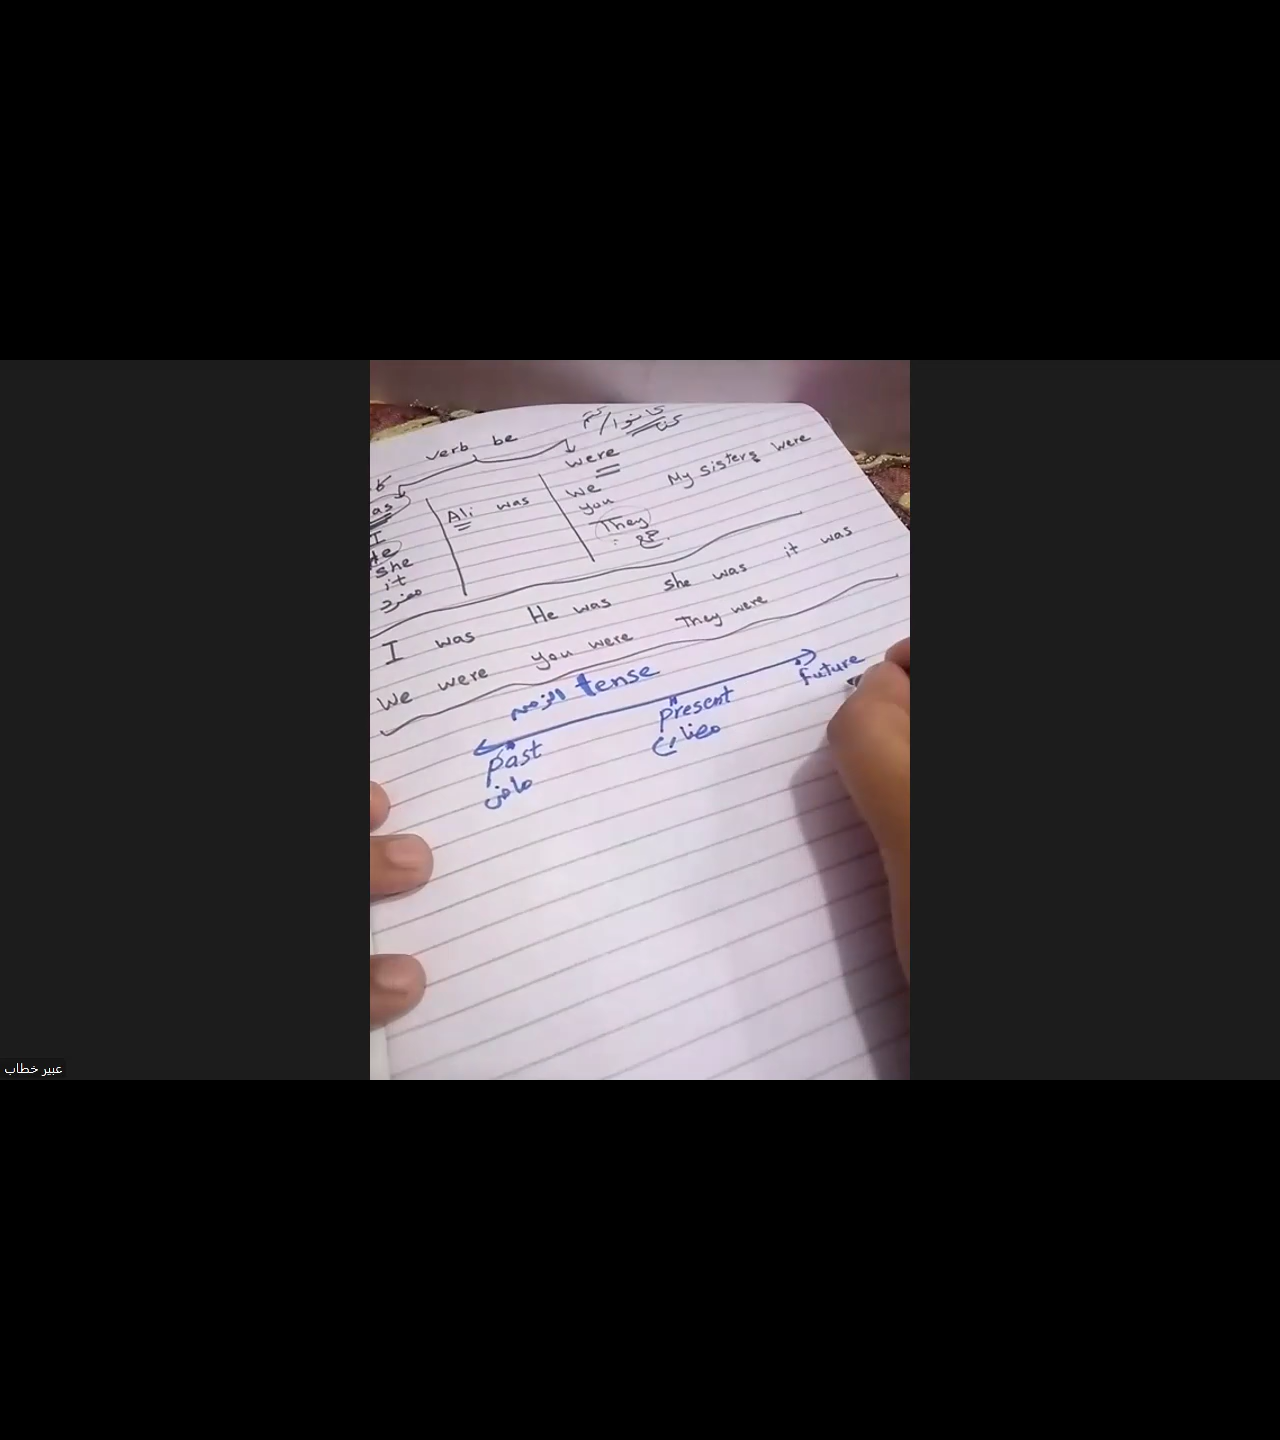 كانوا / كنتم
كنا
verb be
were
as
I
He
she
it
مفرد
Ali was
we
you
They
My sisters were
I was He was she was it was
We were you were They were
الزمن tense
past present future
ماضي مضارع
عبير خطاب